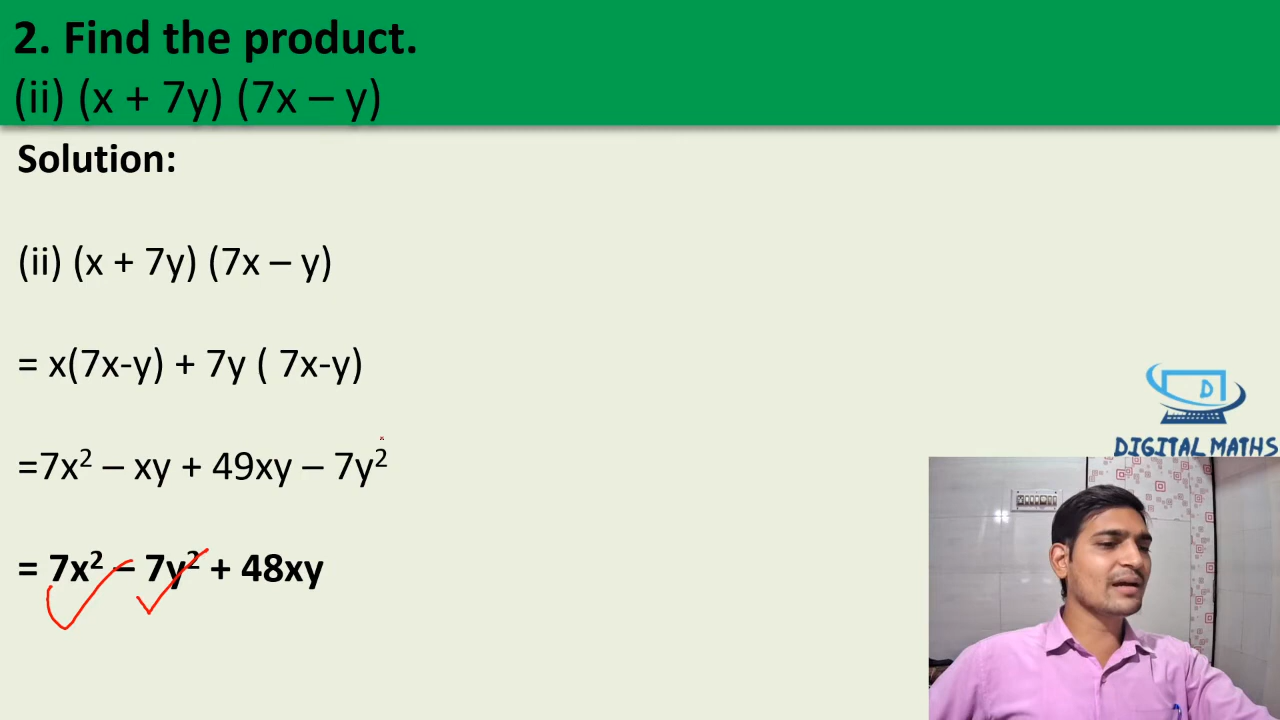 2. Find the product.
(ii) (x + 7y) (7x – y)
Solution:
(ii) (x + 7y) (7x – y)
= x(7x-y) + 7y ( 7x-y)
=7x² – xy + 49xy – 7y²
= 7x² – 7y² + 48xy
D
DIGITAL MATHS